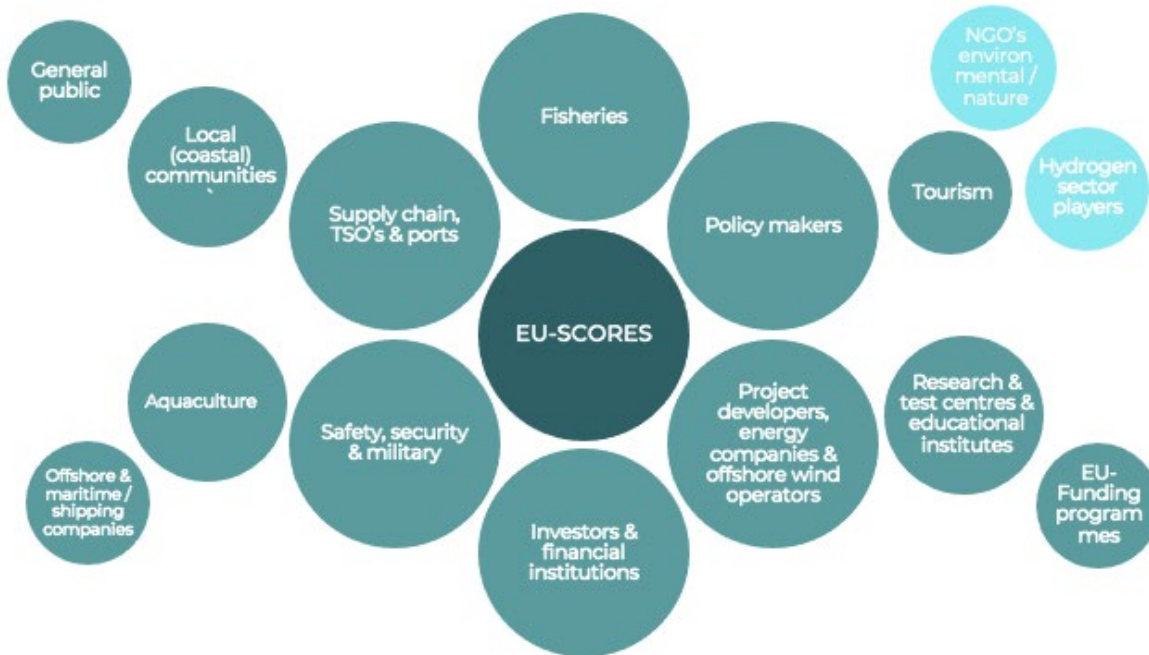 General
public
Local
(coastal)
communities
`
Supply chain,
TSO's & ports
Fisheries
Policy makers
NGO's
environ
mental /
nature
Tourism
Hydrogen
sector
players
EU-SCORES
Aquaculture
Offshore &
maritime /
shipping
companies
Safety, security
& military
Investors &
financial
institutions
Project
developers,
energy
companies &
offshore wind
operators
Research &
test centres &
educational
institutes
EU-
Funding
program
mes